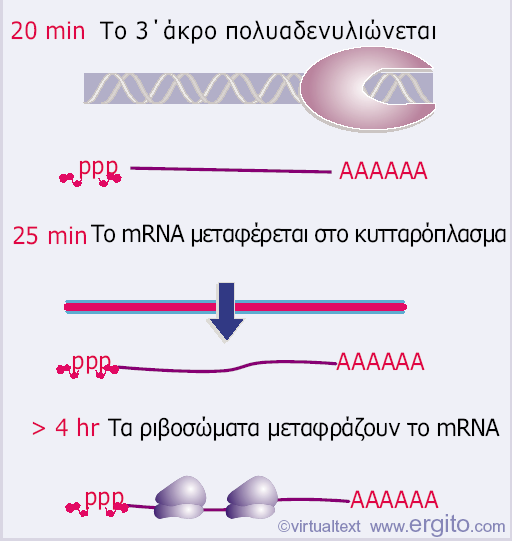 20 min Το 3΄άκρο πολυαδενυλιώνεται
ppp AAAAAA
25 min Το mRNA μεταφέρεται στο κυτταρόπλασμα
ppp AAAAAA
> 4 hr Τα ριβοσώματα μεταφράζουν το mRNA
ppp AAAAAA
©virtualtext www.ergito.com